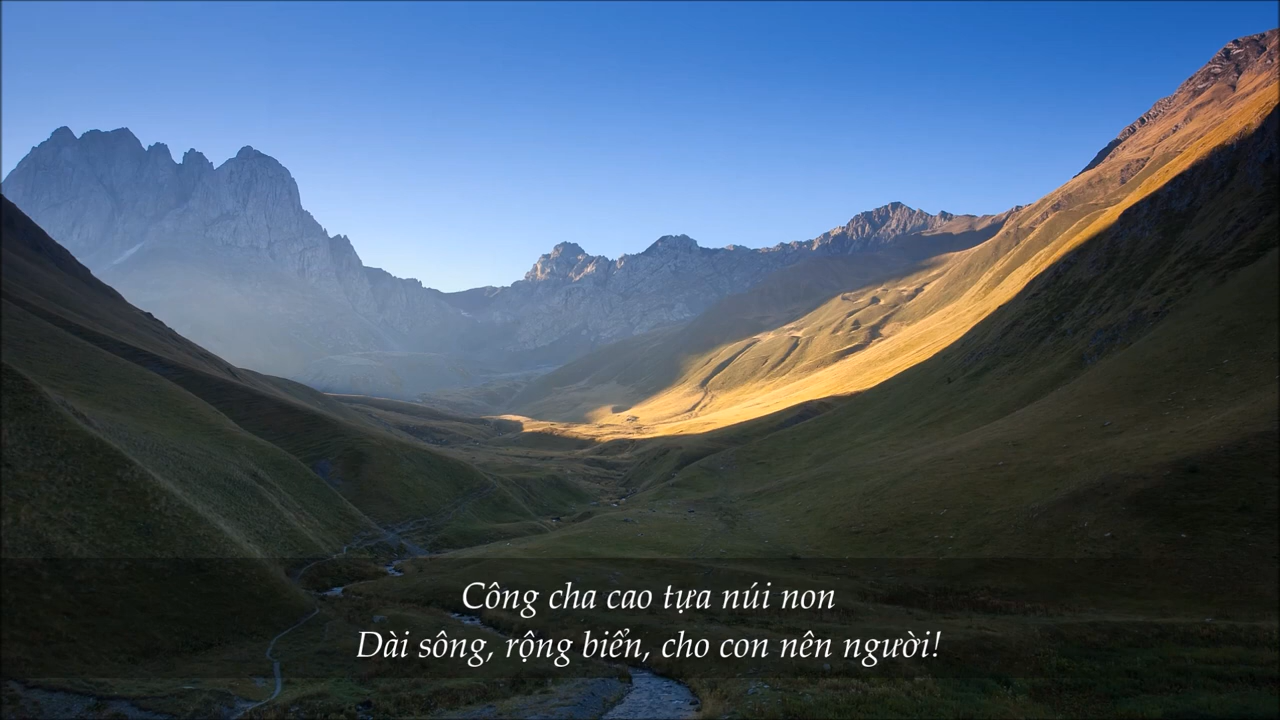 Công cha cao tựa núi non
Dài sông, rộng biển, cho con nên người!